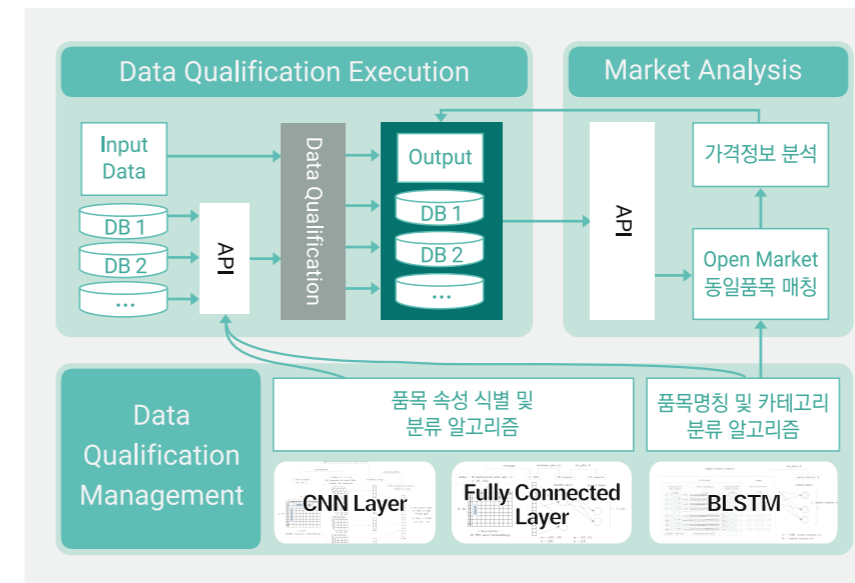 Data Qualification Execution
Input
Data
DB 1
DB 2
...
API
Data Qualification
Output
DB 1
DB 2
...
Market Analysis
API
가격정보 분석
Open Market
동일품목 매칭
Data
Qualification
Management
품목 속성 식별 및
분류 알고리즘
품목명칭 및 카테고리
분류 알고리즘
CNN Layer
Fully Connected
Layer
BLSTM